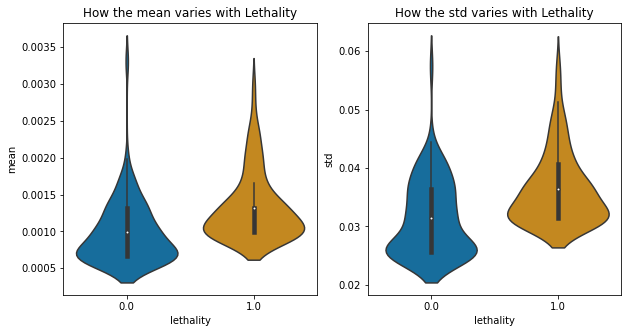 How the mean varies with Lethality
How the std varies with Lethality
0.0035
0.0030
0.0025
0.0020
0.0015
0.0010
0.0005
mean
0.0
1.0
lethality
0.06
0.05
0.04
0.03
0.02
std
0.0
1.0
lethality